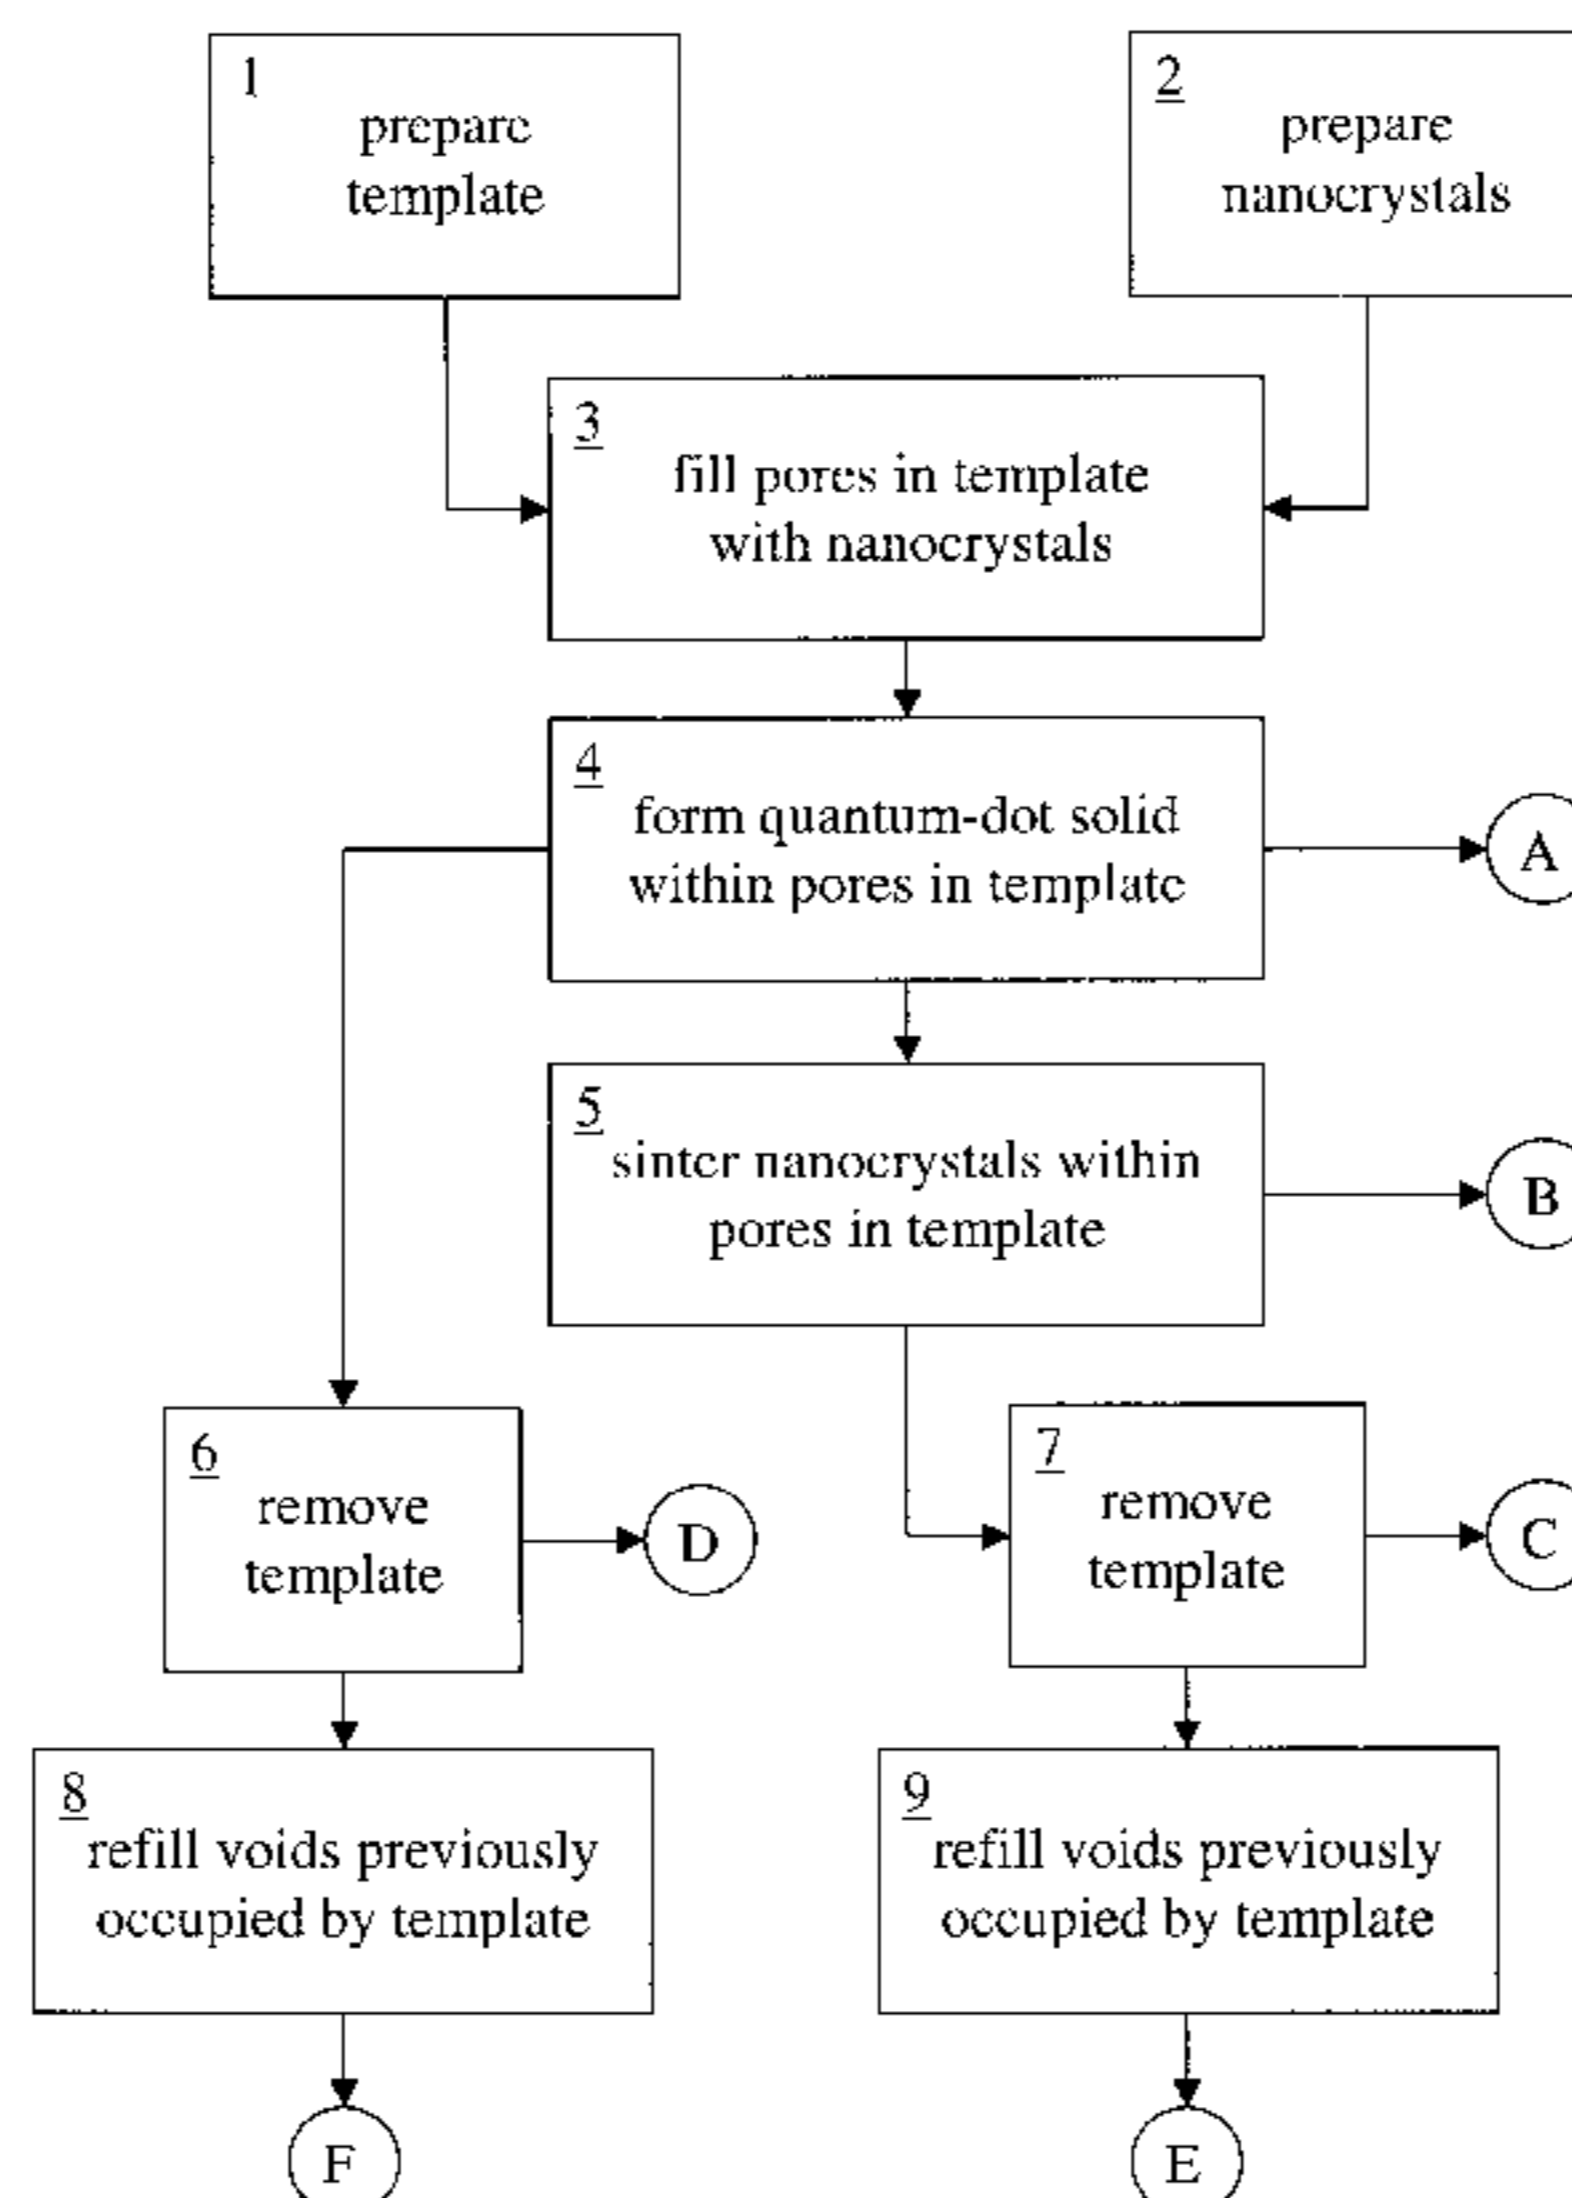 1
prepare
template
2
prepare
nanocrystals
3
fill pores in template
with nanocrystals
4
form quantum-dot solid
within pores in template
A
5
sinter nanocrystals within
pores in template
B
6
remove
template
D
7
remove
template
C
8
refill voids previously
occupied by template
9
refill voids previously
occupied by template
F
E